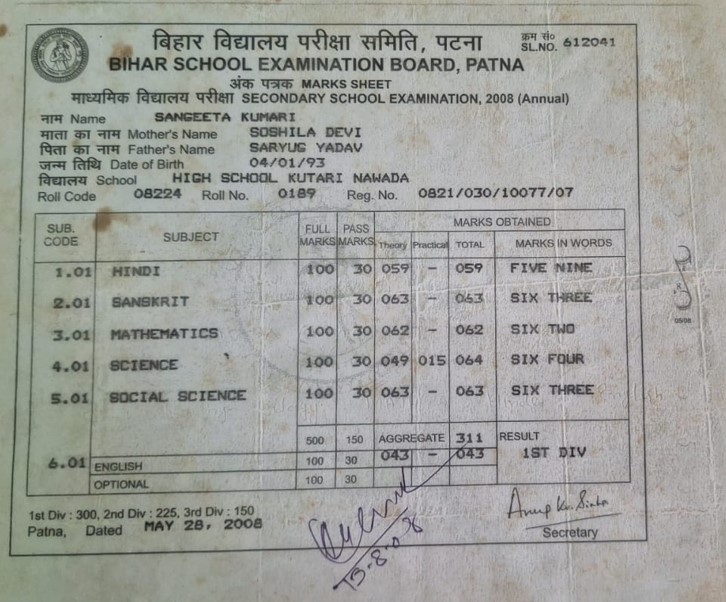 बिहार विद्यालय परीक्षा समिति, पटना
क्रम सं०
SL.NO. 612041
BIHAR SCHOOL EXAMINATION BOARD, PATNA
अंक पत्रक MARKS SHEET
माध्यमिक विद्यालय परीक्षा SECONDARY SCHOOL EXAMINATION, 2008 (Annual)
नाम Name SANGEETA KUMARI
माता का नाम Mother's Name SOSHILA DEVI
पिता का नाम Father's Name SARYUG YADAV
जन्म तिथि Date of Birth 04/01/93
विद्यालय School HIGH SCHOOL KUTARI NAWADA
Roll Code 08224 Roll No. 0189 Reg. No. 0821/030/10077/07
SUB. CODE SUBJECT FULL MARKS PASS MARKS MARKS OBTAINED
Theory Practical TOTAL MARKS IN WORDS
1.01 HINDI 100 30 059 - 059 FIVE NINE
2.01 SANSKRIT 100 30 063 - 063 SIX THREE
3.01 MATHEMATICS 100 30 062 - 062 SIX TWO
4.01 SCIENCE 100 30 049 015 064 SIX FOUR
5.01 SOCIAL SCIENCE 100 30 063 - 063 SIX THREE
500 150 AGGREGATE 311 RESULT
6.01 ENGLISH 100 30 043 - 043 1ST DIV
OPTIONAL 100 30
1st Div : 300, 2nd Div : 225, 3rd Div : 150
Patna, Dated MAY 28, 2008
Anup Kr. Sinha
Secretary